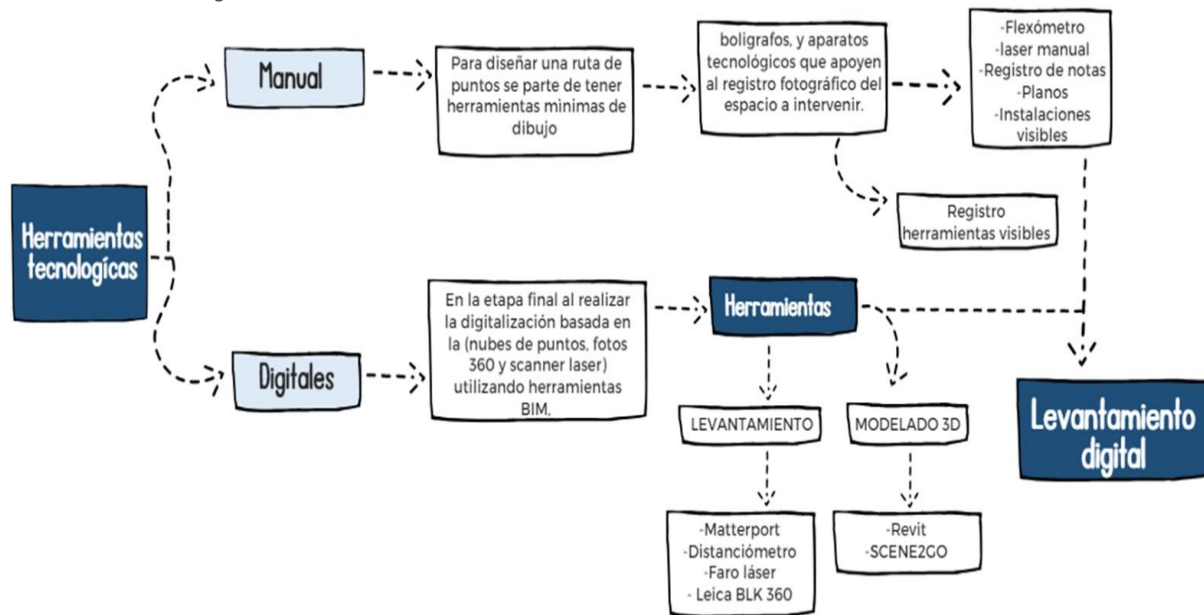 Herramientas
tecnologícas
Manual
Para diseñar una ruta de
puntos se parte de tener
herramientas minimas de
dibujo
boligrafos, y aparatos
tecnológicos que apoyen
al registro fotográfico del
espacio a intervenir.
-Flexómetro
-laser manual
-Registro de notas
-Planos
-Instalaciones
visibles
Registro
herramientas visibles
Digitales
En la etapa final al realizar
la digitalización basada en
la (nubes de puntos, fotos
360 y scanner laser)
utilizando herramientas
BIM.
Herramientas
LEVANTAMIENTO
-Matterport
-Distanciómetro
-Faro láser
-Leica BLK 360
MODELADO 3D
-Revit
-SCENE2GO
Levantamiento
digital